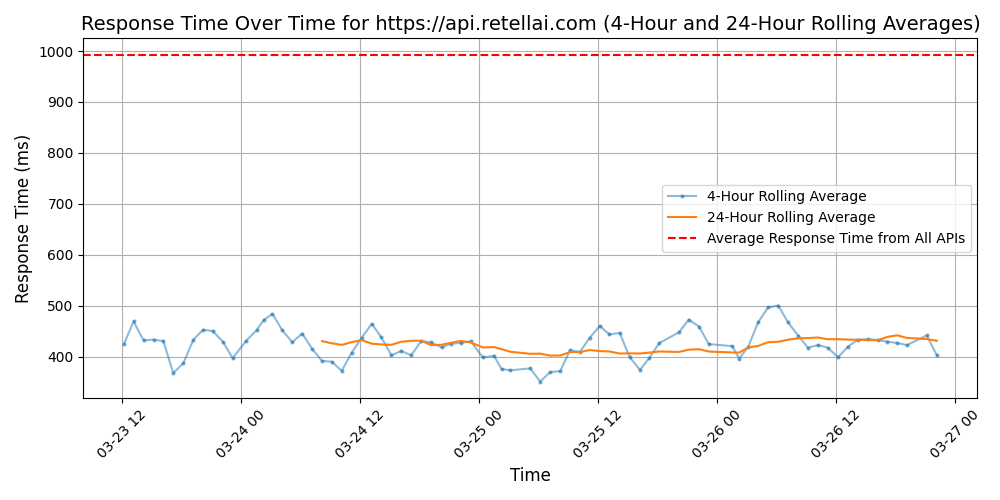 Response Time Over Time for https://api.retellai.com (4-Hour and 24-Hour Rolling Averages)
Response Time (ms)
1000
900
800
700
600
500
400
4-Hour Rolling Average
24-Hour Rolling Average
Average Response Time from All APIs
03-23 12
03-24 00
03-24 12
03-25 00
03-25 12
03-26 00
03-26 12
03-27 00
Time